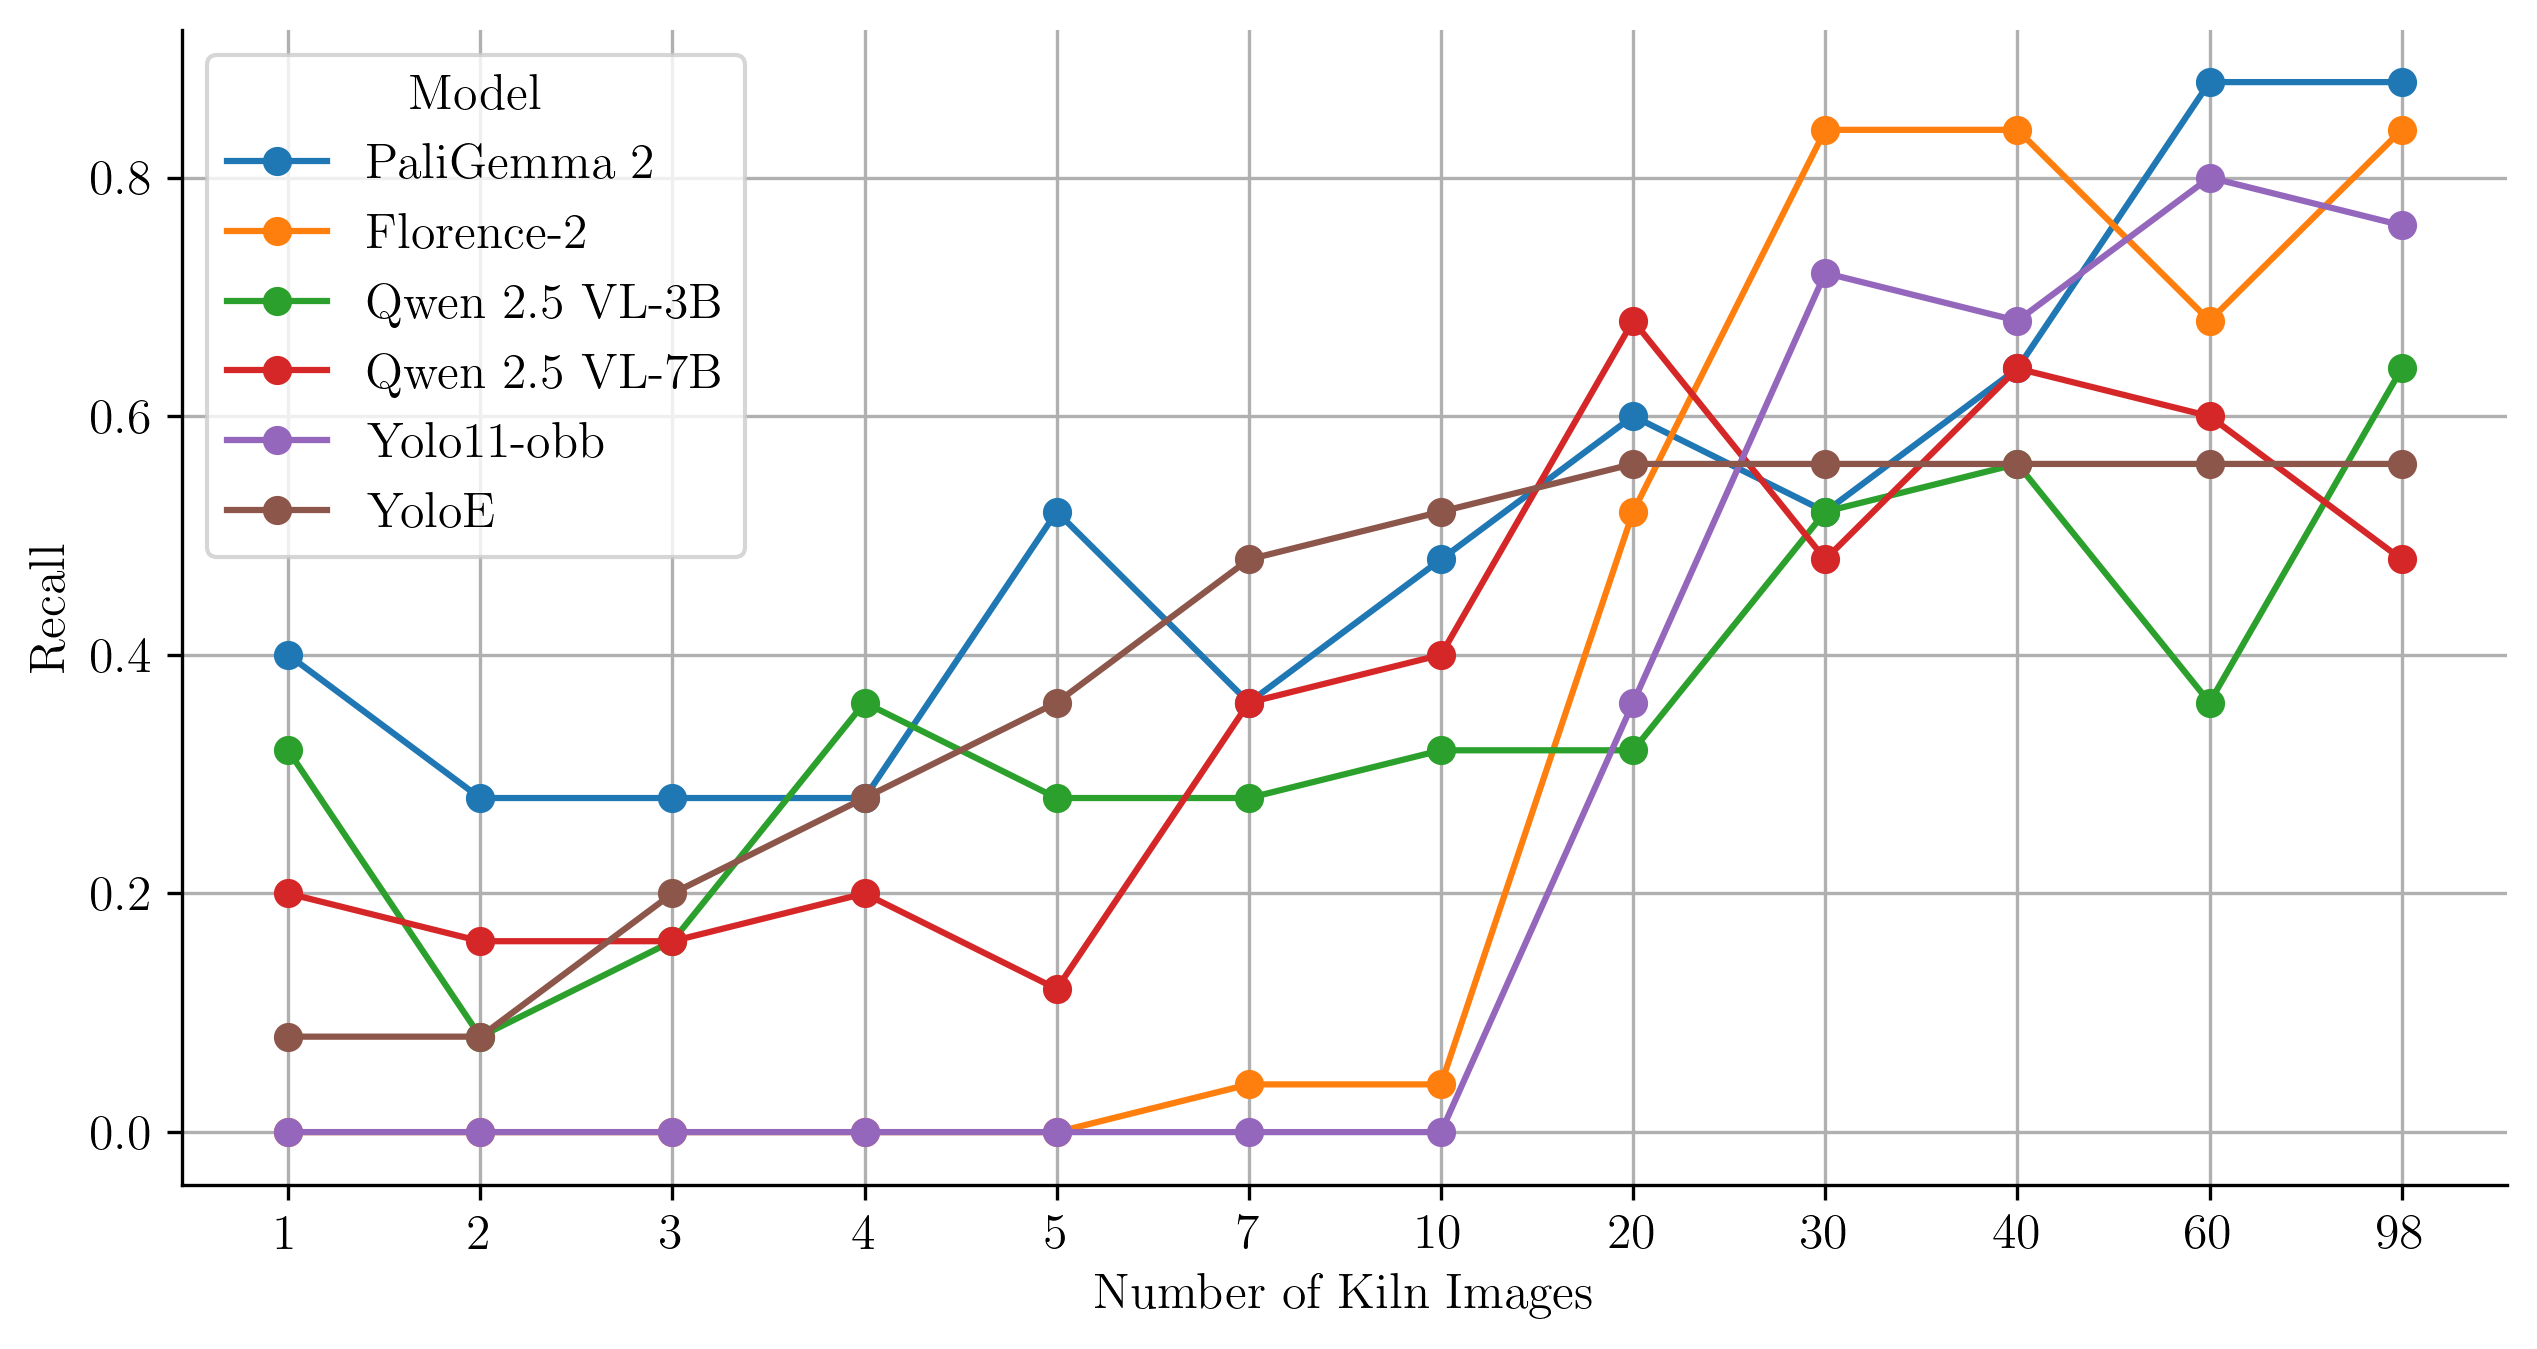 Model
PaliGemma 2
Florence-2
Qwen 2.5 VL-3B
Qwen 2.5 VL-7B
Yolo11-obb
YoloE
Recall
0.8
0.6
0.4
0.2
0.0
1 2 3 4 5 7 10 20 30 40 60 98
Number of Kiln Images